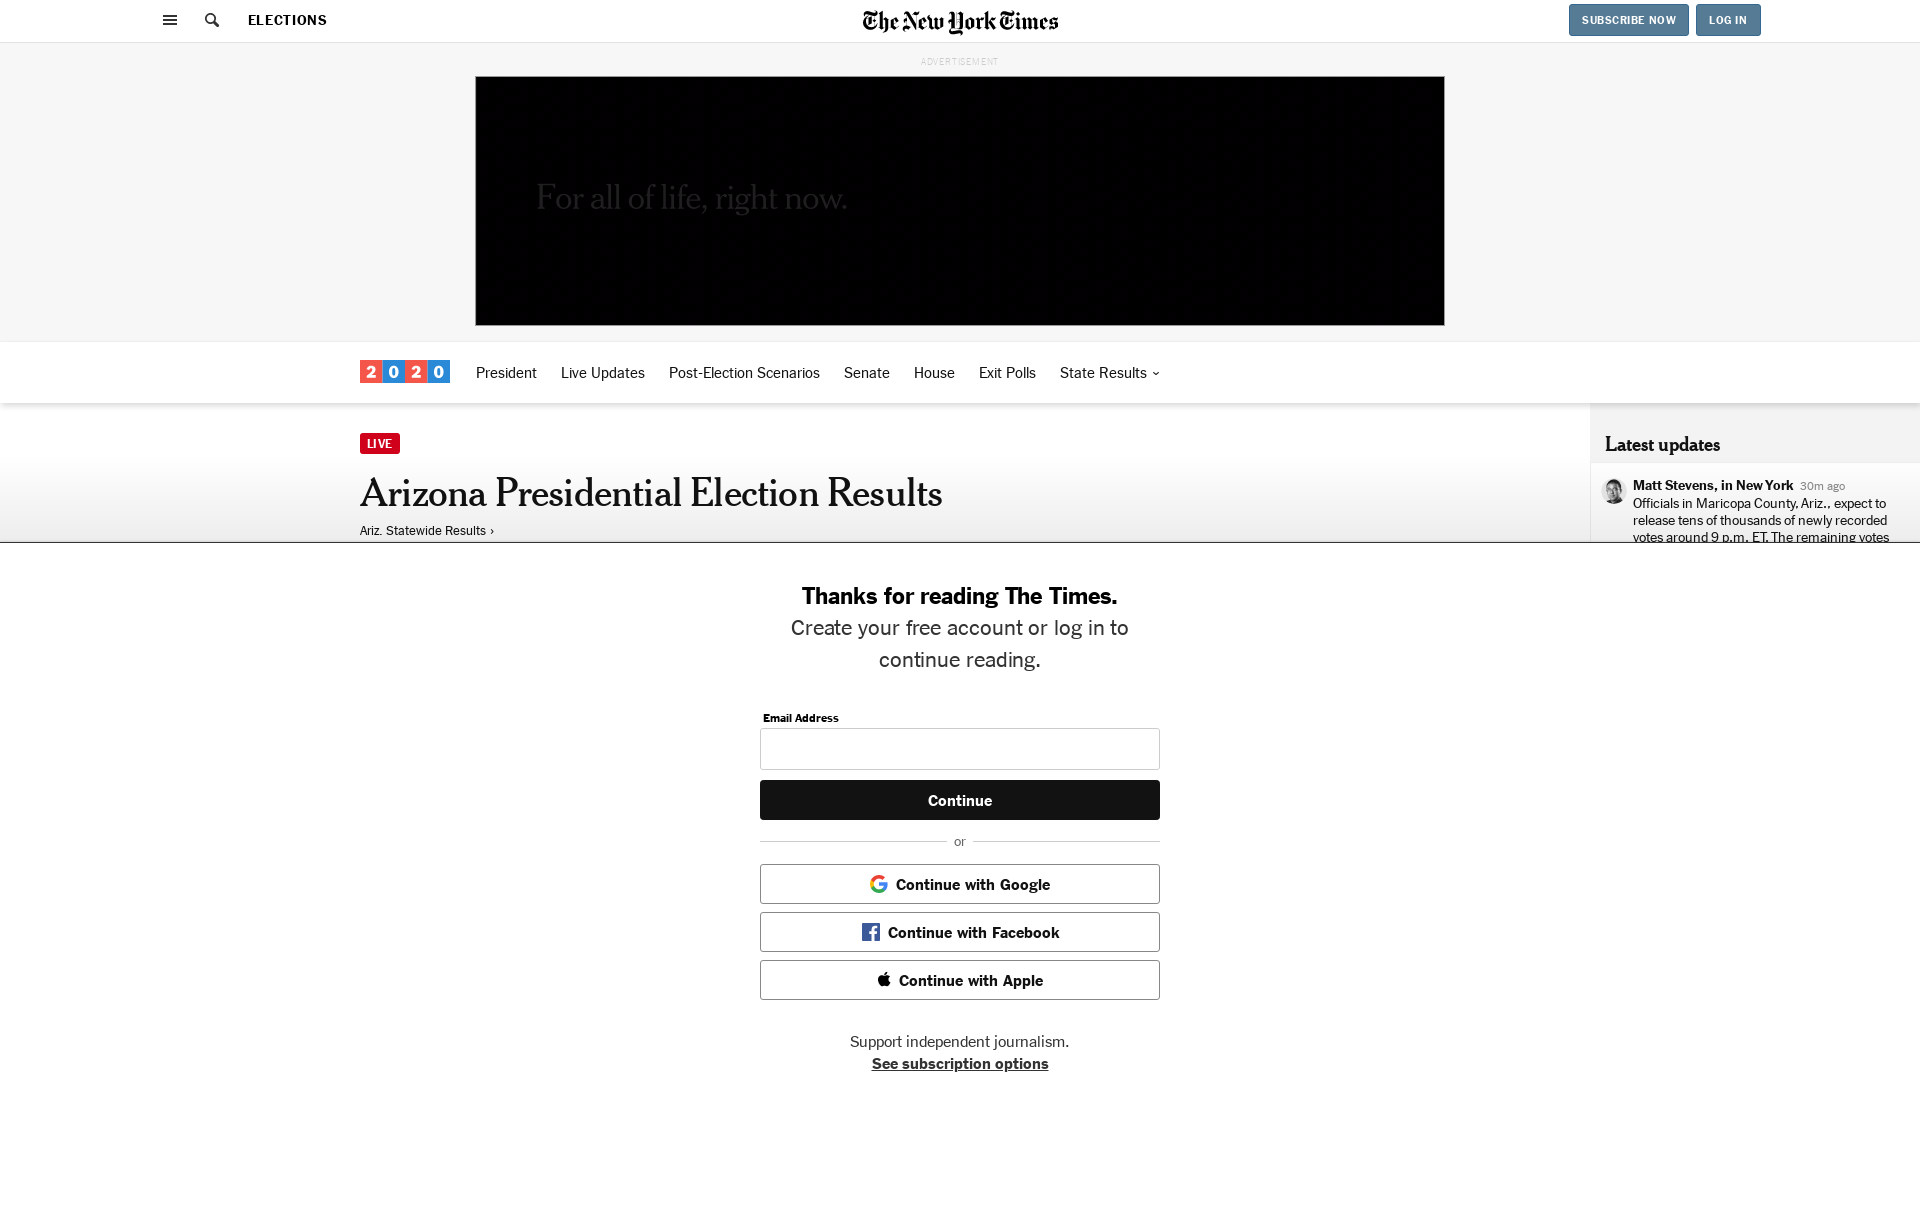 ELECTIONS
The New York Times
SUBSCRIBE NOW
LOG IN
ADVERTISEMENT
For all of life, right now.
2020
President
Live Updates
Post-Election Scenarios
Senate
House
Exit Polls
State Results
LIVE
Arizona Presidential Election Results
Ariz. Statewide Results ›
Latest updates
Matt Stevens, in New York 30m ago
Officials in Maricopa County, Ariz., expect to
release tens of thousands of newly recorded
votes around 9 p.m. ET. The remaining votes
Thanks for reading The Times.
Create your free account or log in to
continue reading.
Email Address
Continue
or
Continue with Google
Continue with Facebook
Continue with Apple
Support independent journalism.
See subscription options